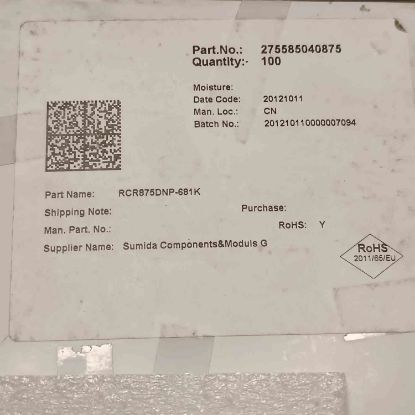 Part.No.: 275585040875
Quantity:- 100
Moisture:
Date Code: 20121011
Man. Loc.: CN
Batch No.: 201210110000007094
Part Name: RCR875DNP-681K
Shipping Note: Purchase:
Man. Part. No.: RoHS: Y
Supplier Name: Sumida Components&Moduls G
RoHS
2011/65/EU